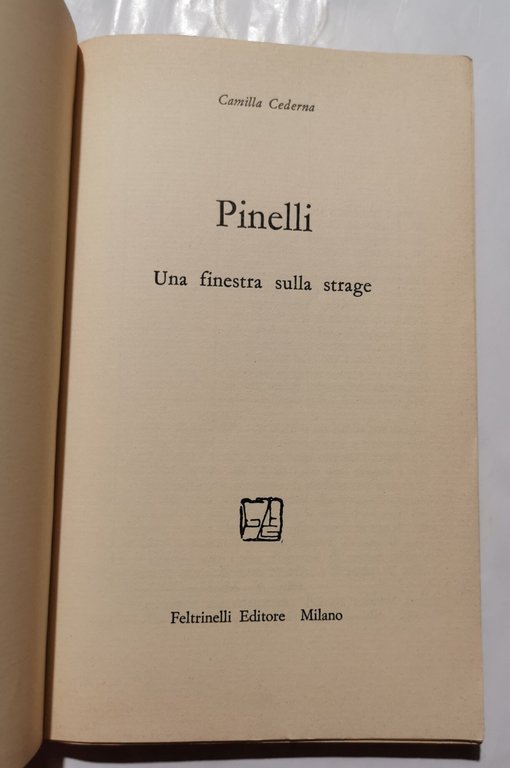 Camilla Cederna
Pinelli
Una finestra sulla strage
Feltrinelli Editore Milano